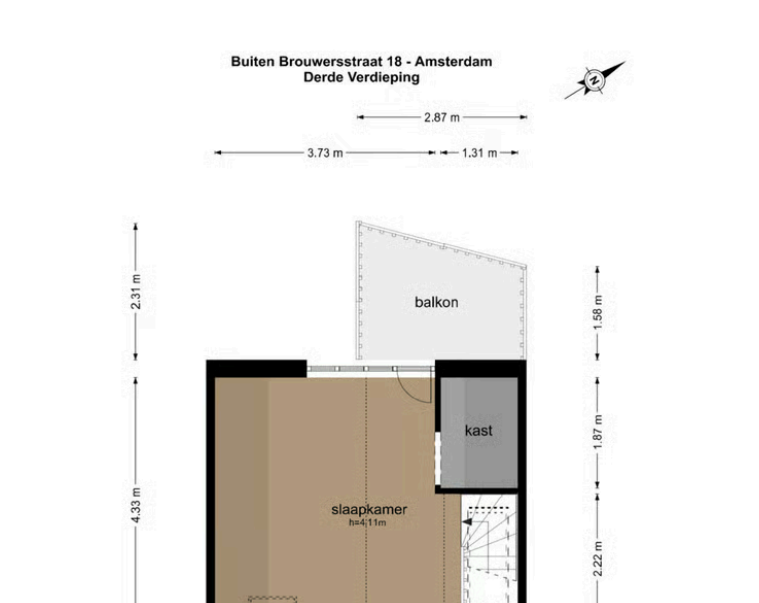 Buiten Brouwersstraat 18 - Amsterdam
Derde Verdieping
N
2.87 m
3.73 m
1.31 m
2.31 m
balkon
1.58 m
kast
1.87 m
4.33 m
slaapkamer
h=4.11m
2.22 m